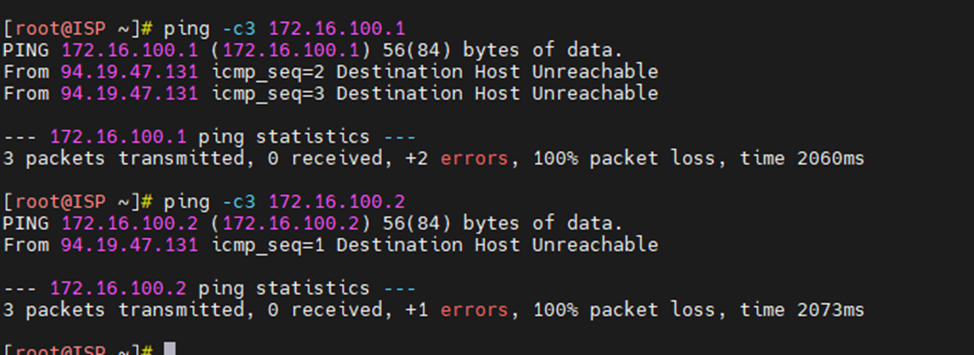 [root@ISP ~]# ping -c3 172.16.100.1
PING 172.16.100.1 (172.16.100.1) 56(84) bytes of data.
From 94.19.47.131 icmp_seq=2 Destination Host Unreachable
From 94.19.47.131 icmp_seq=3 Destination Host Unreachable
--- 172.16.100.1 ping statistics ---
3 packets transmitted, 0 received, +2 errors, 100% packet loss, time 2060ms
[root@ISP ~]# ping -c3 172.16.100.2
PING 172.16.100.2 (172.16.100.2) 56(84) bytes of data.
From 94.19.47.131 icmp_seq=1 Destination Host Unreachable
--- 172.16.100.2 ping statistics ---
3 packets transmitted, 0 received, +1 errors, 100% packet loss, time 2073ms
[root@ISP ~]#